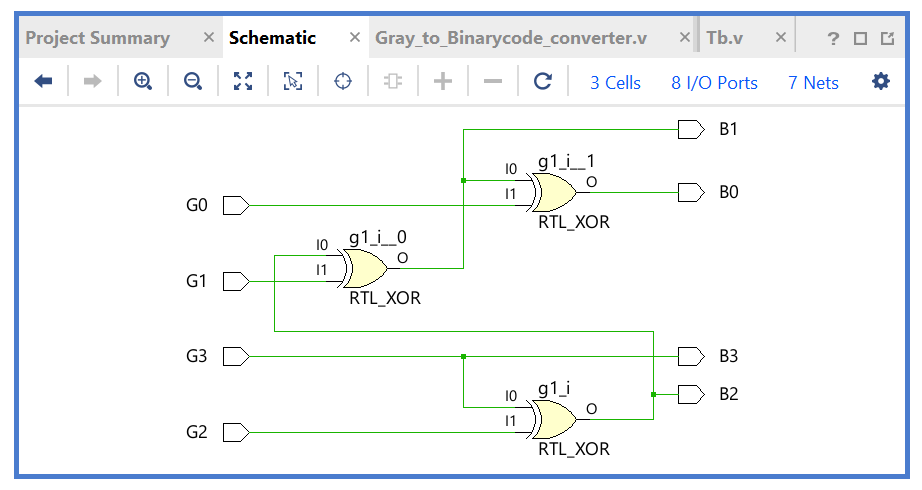 Project Summary × Schematic × Gray_to_Binarycode_converter.v × Tb.v × ?
3 Cells 8 I/O Ports 7 Nets
B1
g1_i__1
I0 O
B0
I1
G0
RTL_XOR
g1_i__0
I0 O
I1
G1
RTL_XOR
G3 B3
g1_i
B2
I0 O
I1
G2
RTL_XOR